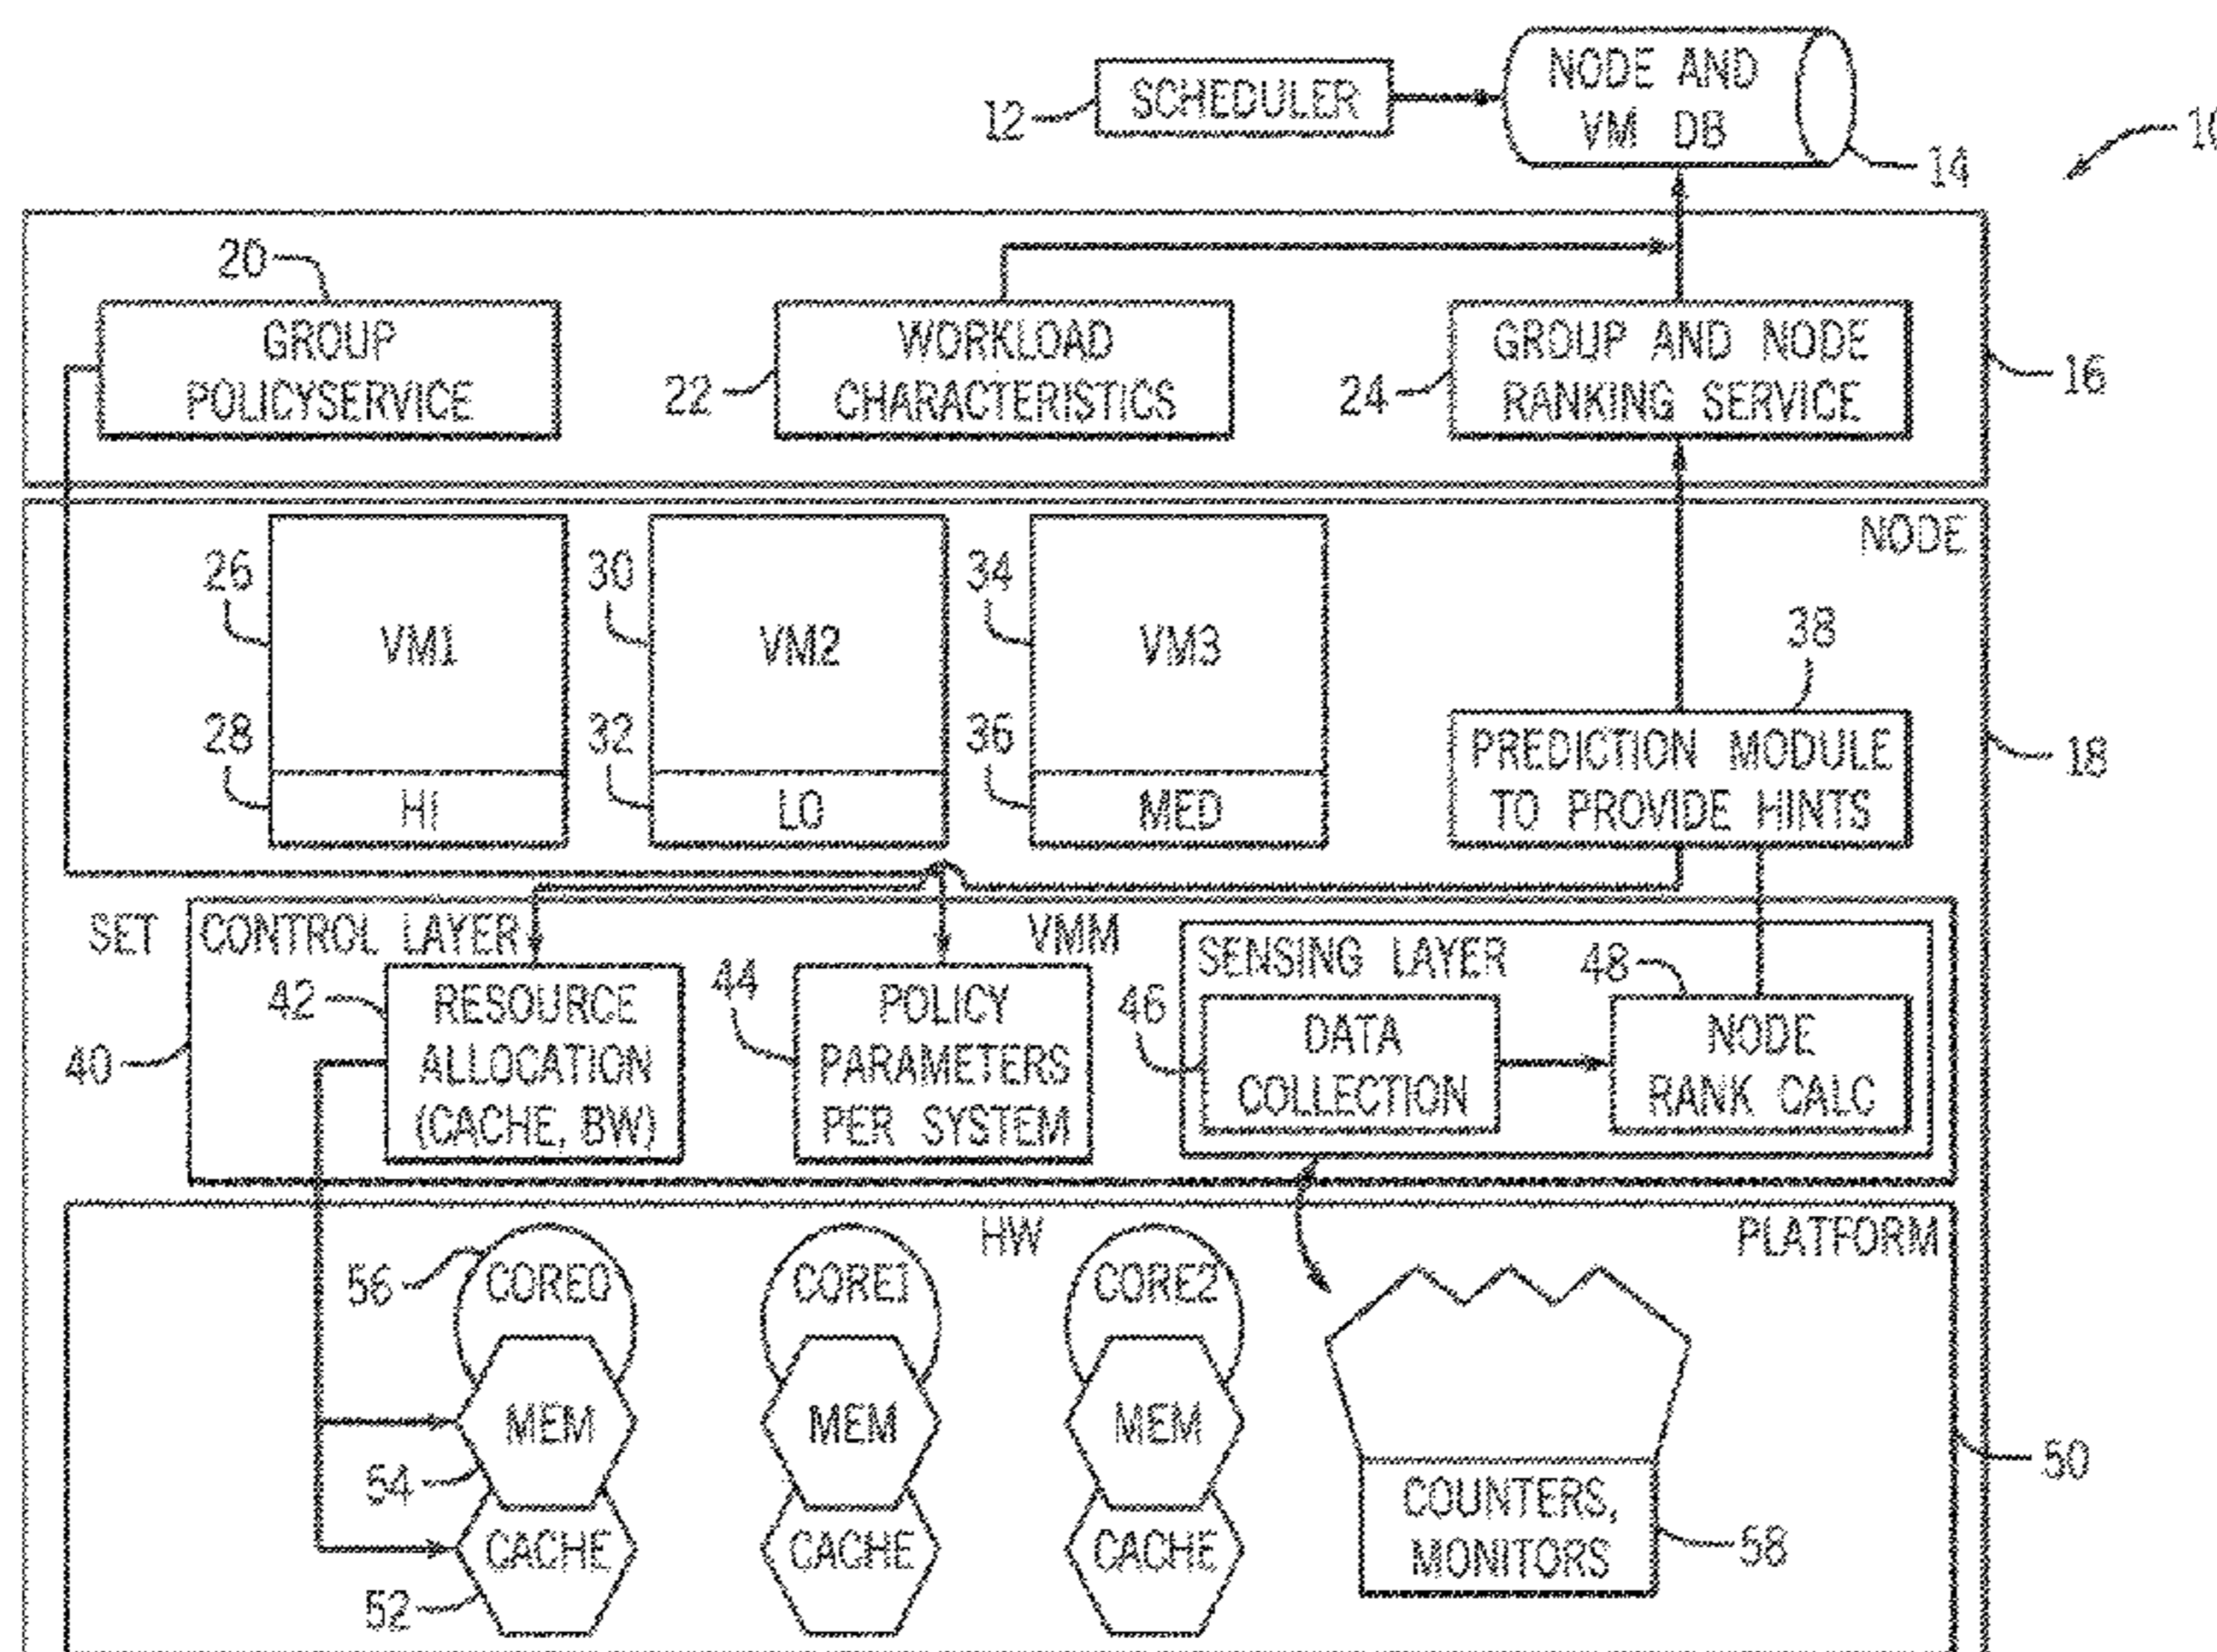 SCHEDULER
12
NODE AND
VM DB
14
10
20
GROUP
POLICYSERVICE
22
WORKLOAD
CHARACTERISTICS
24
GROUP AND NODE
RANKING SERVICE
16
NODE
26
VM1
28
HI
30
VM2
32
LO
34
VM3
36
MED
38
PREDICTION MODULE
TO PROVIDE HINTS
18
SET
CONTROL LAYER
VMM
40
42
RESOURCE
ALLOCATION
(CACHE, BW)
44
POLICY
PARAMETERS
PER SYSTEM
SENSING LAYER
46
DATA
COLLECTION
48
NODE
RANK CALC
HW
PLATFORM
56
CORE0
CORE1
CORE2
54
MEM
MEM
MEM
52
CACHE
CACHE
CACHE
COUNTERS,
MONITORS
58
50